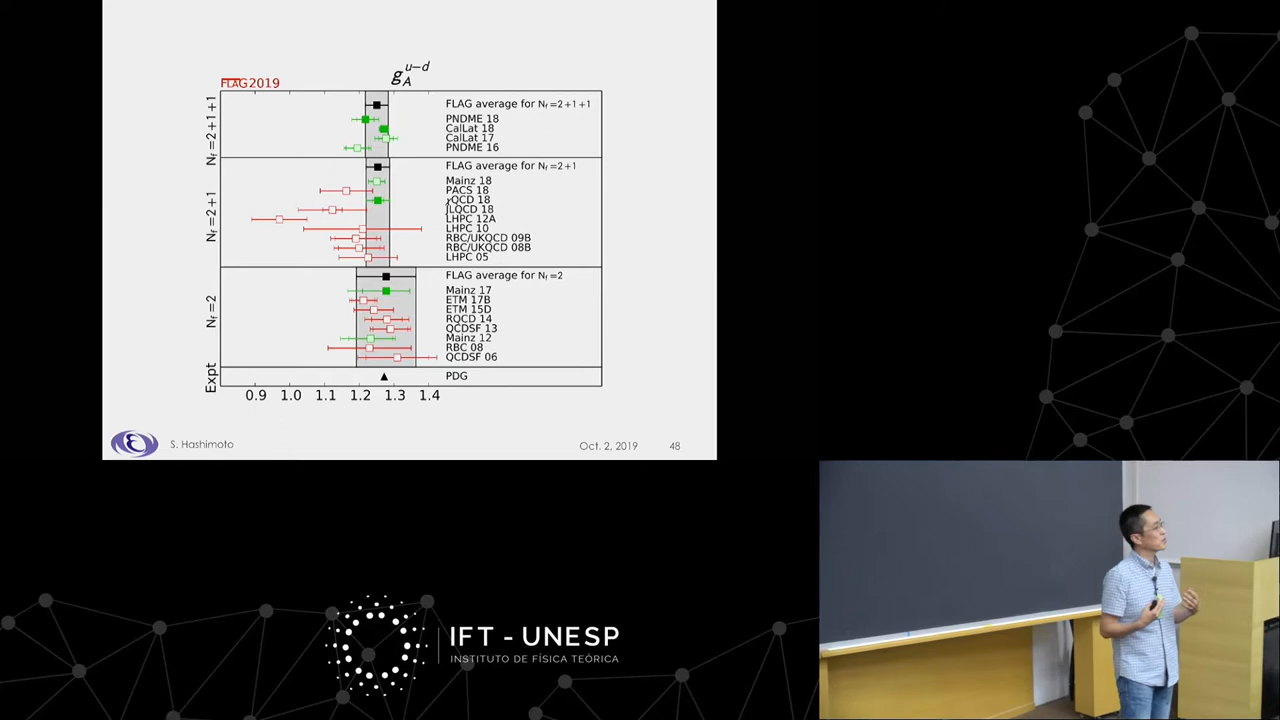 g_A^{u-d}
FLAG2019
N_f=2+1+1
FLAG average for N_f=2+1+1
PNDME 18
CalLat 18
CalLat 17
PNDME 16
N_f=2+1
FLAG average for N_f=2+1
Mainz 18
PACS 18
χQCD 18
JLQCD 18
LHPC 12A
LHPC 10
RBC/UKQCD 09B
RBC/UKQCD 08B
LHPC 05
N_f=2
FLAG average for N_f=2
Mainz 17
ETM 17B
ETM 15D
RQCD 14
QCDSF 13
Mainz 12
RBC 08
QCDSF 06
Expt
PDG
0.9 1.0 1.1 1.2 1.3 1.4
S. Hashimoto Oct. 2, 2019 48
IFT - UNESP
INSTITUTO DE FÍSICA TEÓRICA